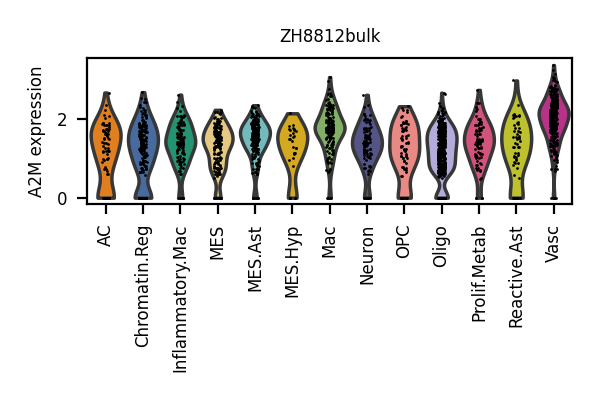 ZH8812bulk
A2M expression
2
0
AC
Chromatin.Reg
Inflammatory.Mac
MES
MES.Ast
MES.Hyp
Mac
Neuron
OPC
Oligo
Prolif.Metab
Reactive.Ast
Vasc